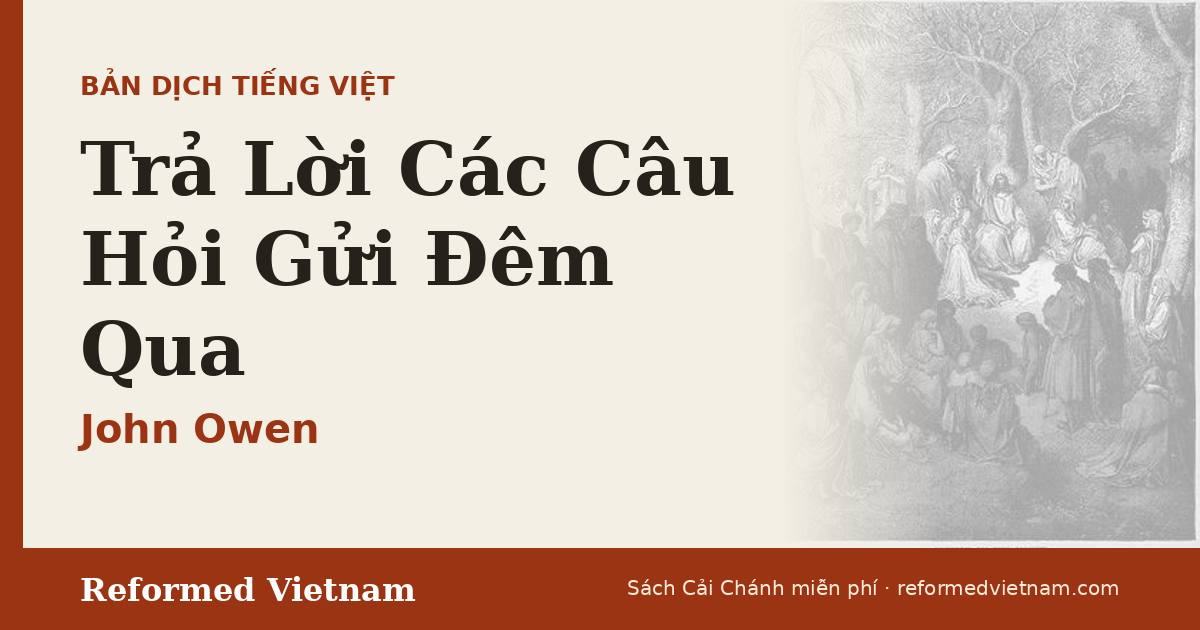 BẢN DỊCH TIẾNG VIỆT
Trả Lời Các Câu
Hỏi Gửi Đêm
Qua
John Owen
Reformed Vietnam
Sách Cải Chánh miễn phí · reformedvietnam.com